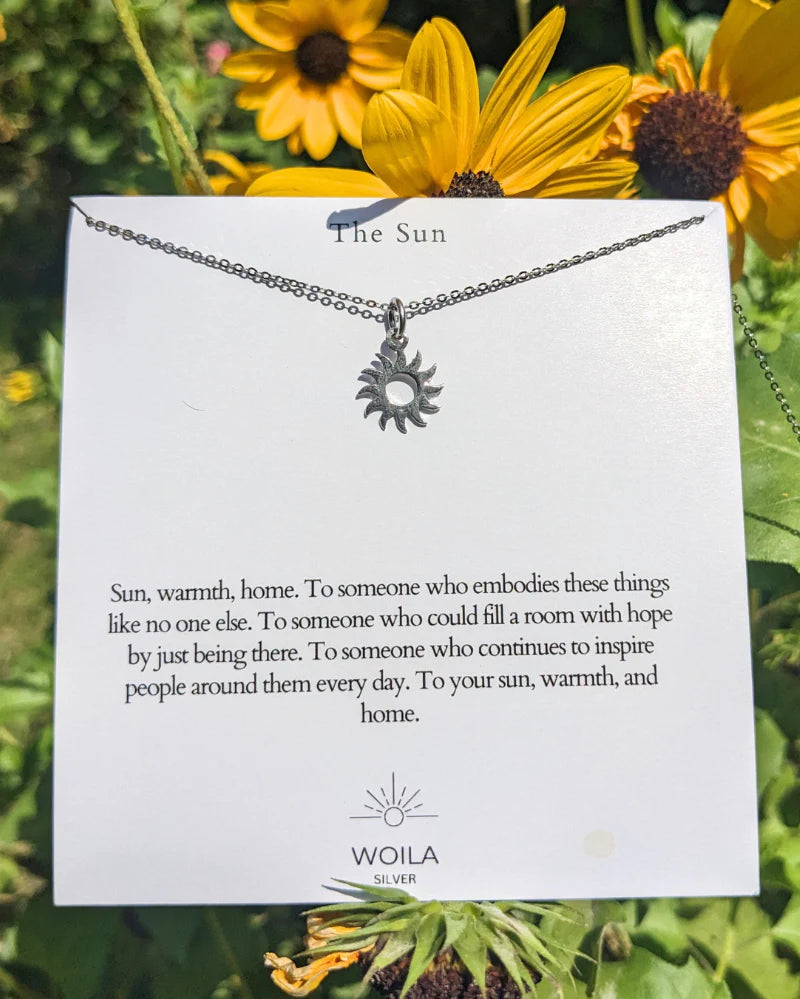 The Sun
Sun, warmth, home. To someone who embodies these things
like no one else. To someone who could fill a room with hope
by just being there. To someone who continues to inspire
people around them every day. To your sun, warmth, and
home.
WOILA
SILVER